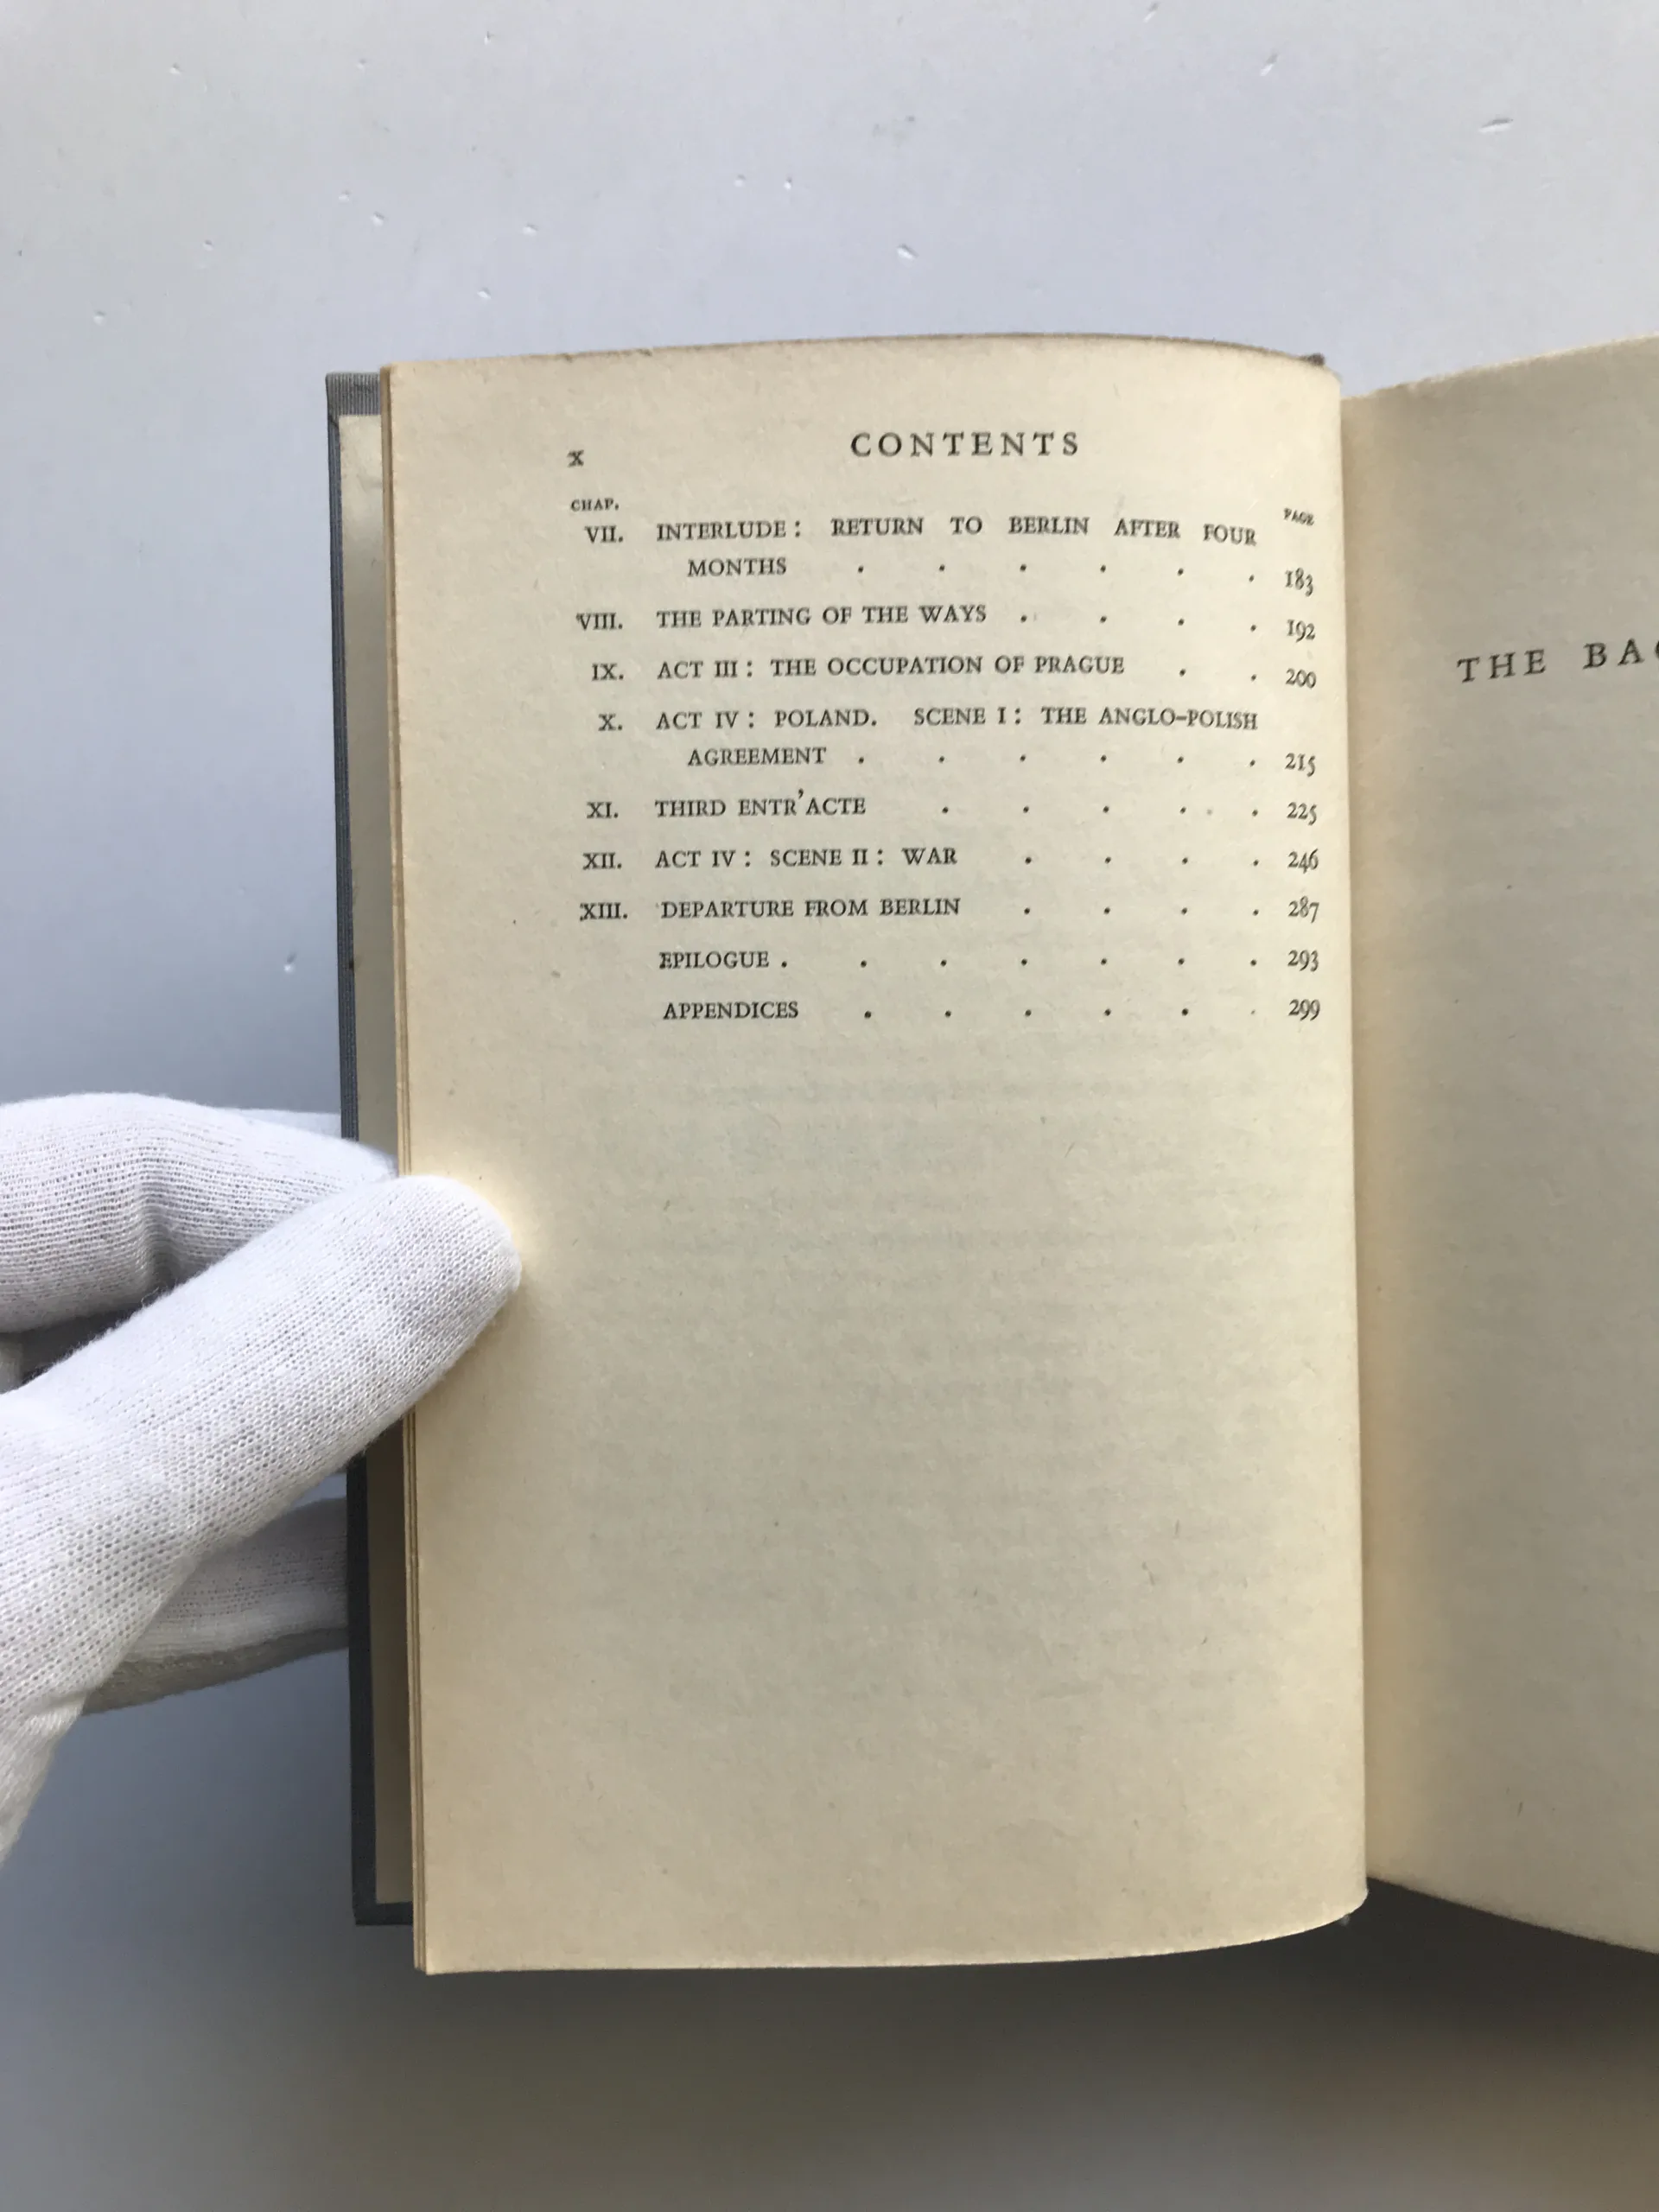 x CONTENTS
CHAP. PAGE
VII. INTERLUDE: RETURN TO BERLIN AFTER FOUR
MONTHS . . . . . . 183
VIII. THE PARTING OF THE WAYS . . . . 192
IX. ACT III: THE OCCUPATION OF PRAGUE . . 200
X. ACT IV: POLAND. SCENE I: THE ANGLO-POLISH
AGREEMENT . . . . . . 215
XI. THIRD ENTR'ACTE . . . . . 225
XII. ACT IV: SCENE II: WAR . . . . 246
XIII. DEPARTURE FROM BERLIN . . . . 287
EPILOGUE . . . . . . . 293
APPENDICES . . . . . . 299
THE